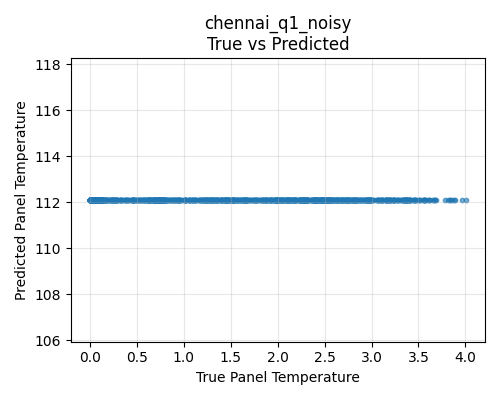 chennai_q1_noisy
True vs Predicted
118
116
114
112
110
108
106
Predicted Panel Temperature
0.0 0.5 1.0 1.5 2.0 2.5 3.0 3.5 4.0
True Panel Temperature